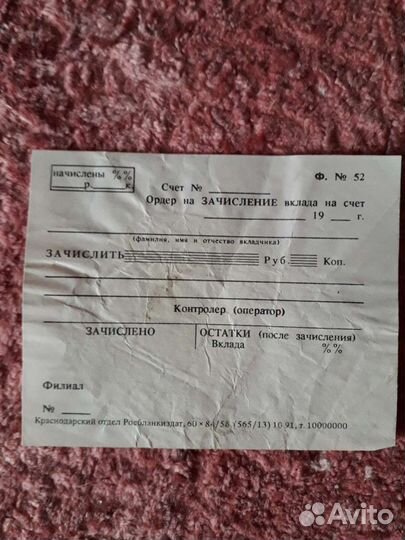 начислены %% Ф. № 52
р. к. Счет №
Ордер на ЗАЧИСЛЕНИЕ вклада на счет
19 г.
(фамилия, имя и отчество вкладчика)
ЗАЧИСЛИТЬ Руб. Коп.
Контролер (оператор)
ЗАЧИСЛЕНО ОСТАТКИ (после зачисления)
Вклада %%
Филиал
№
Краснодарский отдел Росбланкиздат, 60×84/58 (565/13) 10 91, т. 10000000
Avito